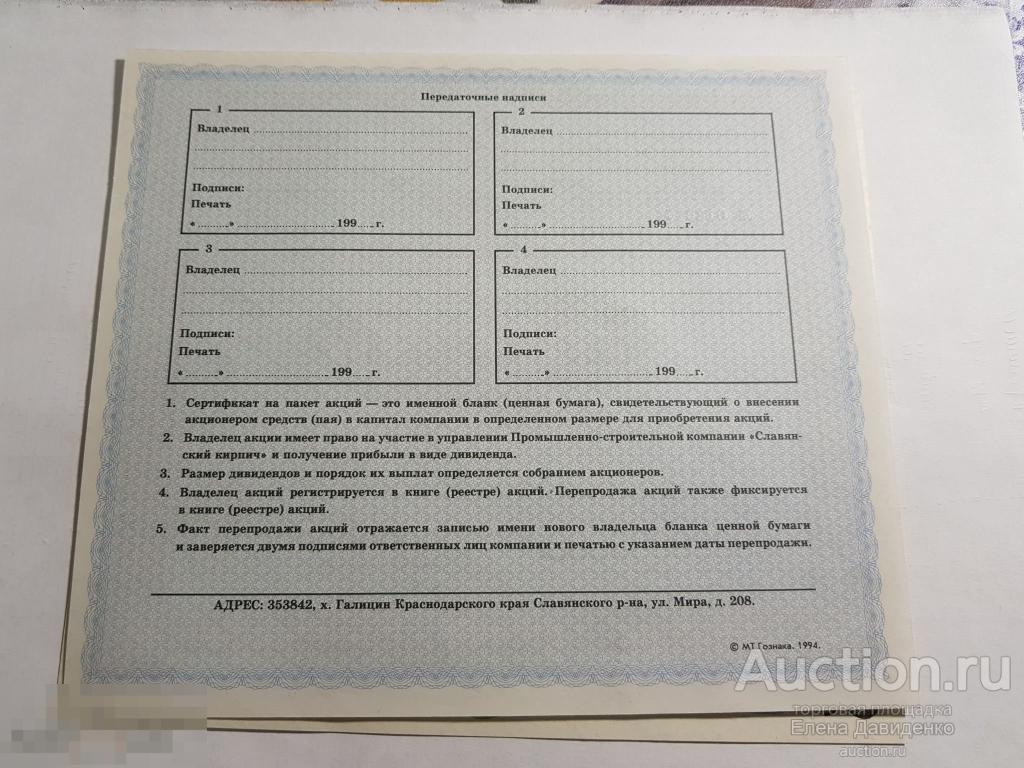 Передаточные надписи
1
Владелец
Подписи:
Печать
«........» ................................ 199.....г.
2
Владелец
Подписи:
Печать
«........» ................................ 199.....г.
3
Владелец
Подписи:
Печать
«........» ................................ 199.....г.
4
Владелец
Подписи:
Печать
«........» ................................ 199.....г.
1. Сертификат на пакет акций — это именной бланк (ценная бумага), свидетельствующий о внесении
акционером средств (пая) в капитал компании в определенном размере для приобретения акций.
2. Владелец акции имеет право на участие в управлении Промышленно-строительной компании «Славян-
ский кирпич» и получение прибыли в виде дивиденда.
3. Размер дивидендов и порядок их выплат определяется собранием акционеров.
4. Владелец акций регистрируется в книге (реестре) акций. Перепродажа акций также фиксируется
в книге (реестре) акций.
5. Факт перепродажи акций отражается записью имени нового владельца бланка ценной бумаги
и заверяется двумя подписями ответственных лиц компании и печатью с указанием даты перепродажи.
АДРЕС: 353842, х. Галицин Краснодарского края Славянского р-на, ул. Мира, д. 208.
© МТ Гознака. 1994.
Auction.ru
торговая площадка
Елена Давиденко
auction.ru